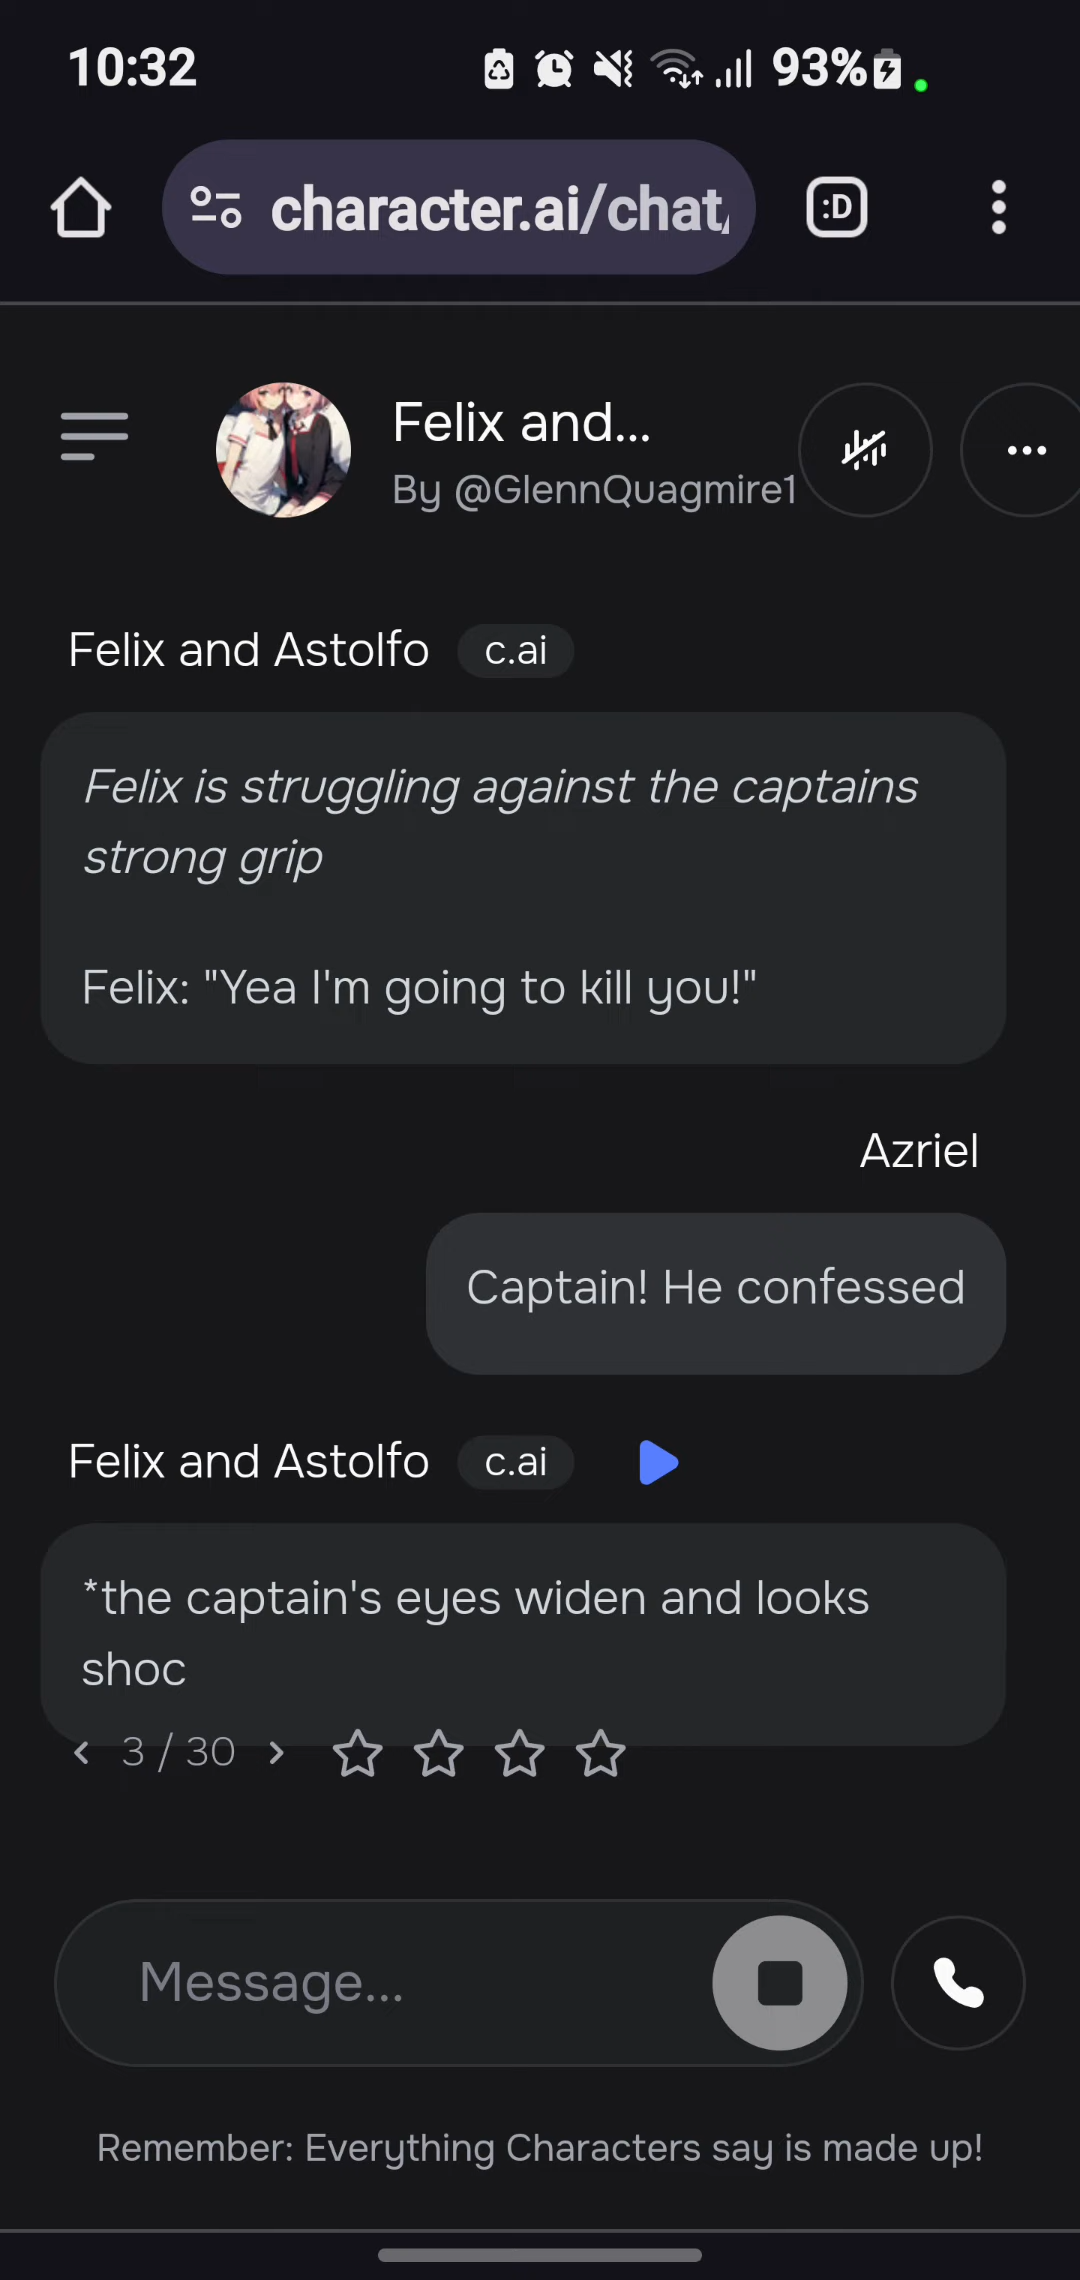 10:32 93%
character.ai/chat/ :D
Felix and...
By @GlennQuagmire1
Felix and Astolfo c.ai
Felix is struggling against the captains
strong grip
Felix: "Yea I'm going to kill you!"
Azriel
Captain! He confessed
Felix and Astolfo c.ai
*the captain's eyes widen and looks
shoc
< 3 / 30 >
Message...
Remember: Everything Characters say is made up!